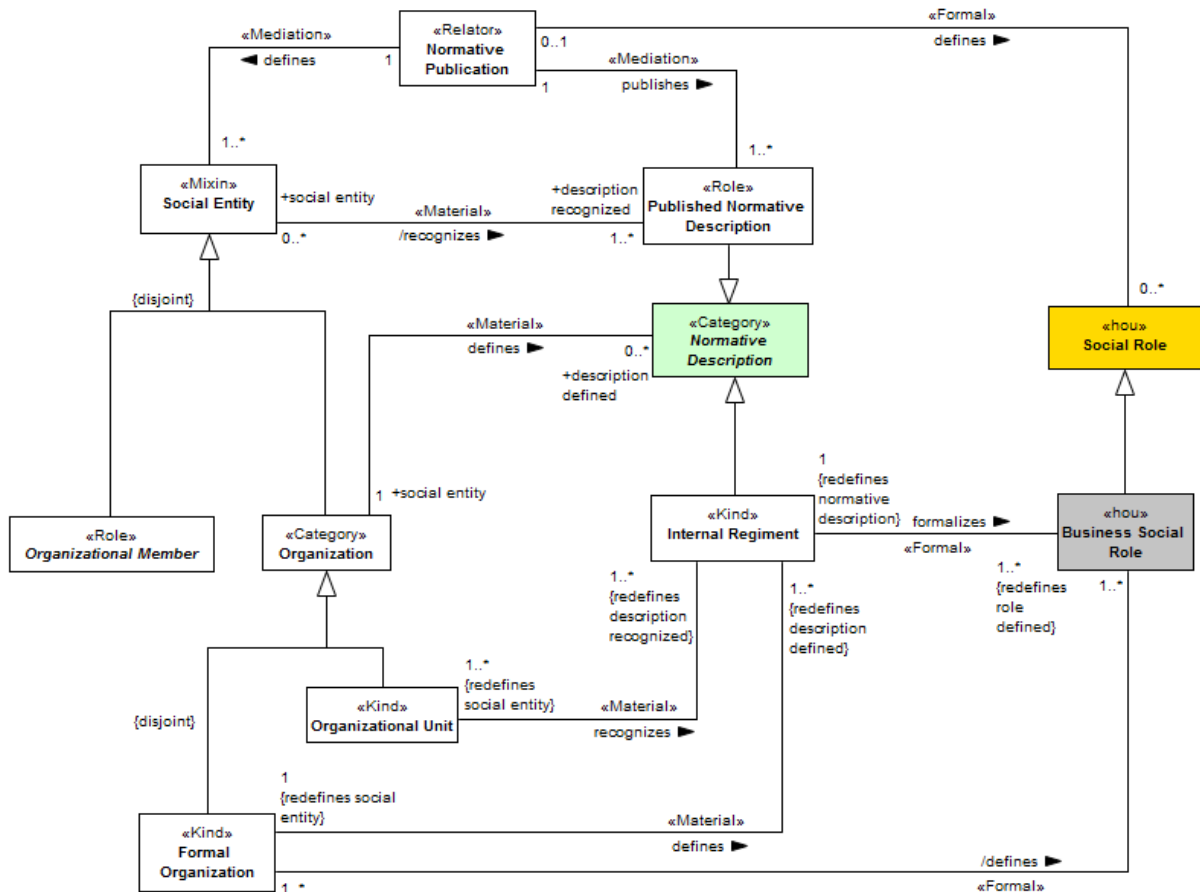 «Formal»
defines
0..1
«Relator»
Normative
Publication
«Mediation»
defines
1
«Mediation»
publishes
1
1..*
1..*
«Mixin»
Social Entity
+social entity
0..*
«Material»
/recognizes
+description
recognized
1..*
«Role»
Published Normative
Description
{disjoint}
«Material»
defines
0..*
+description
defined
«Category»
Normative
Description
0..*
«hou»
Social Role
1
+social entity
«Role»
Organizational Member
«Category»
Organization
«Kind»
Internal Regiment
1
{redefines
normative
description}
formalizes
«Formal»
«hou»
Business Social
Role
1..*
{redefines
role
defined}
1..*
1..*
{redefines
description
recognized}
1..*
{redefines
description
defined}
{disjoint}
«Kind»
Organizational Unit
1..*
{redefines
social entity}
«Material»
recognizes
1
{redefines social
entity}
«Kind»
Formal
Organization
«Material»
defines
1..*
/defines
«Formal»